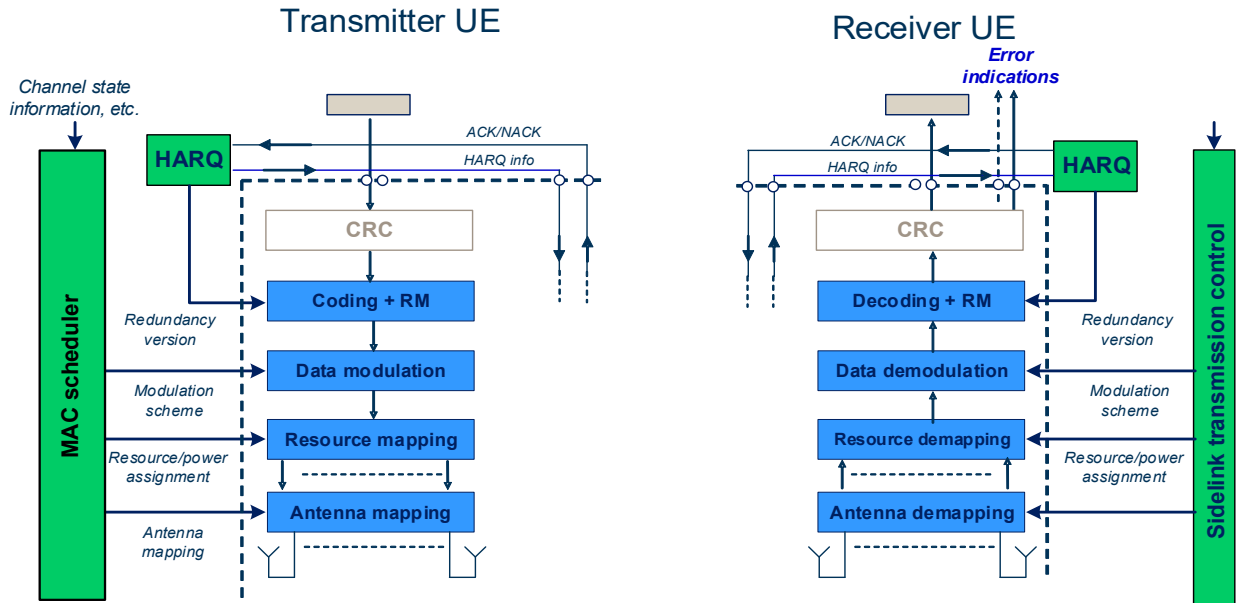 Transmitter UE
Receiver UE
Channel state
information, etc.
HARQ
ACK/NACK
HARQ info
MAC scheduler
CRC
Coding + RM
Redundancy
version
Data modulation
Modulation
scheme
Resource mapping
Resource/power
assignment
Antenna mapping
Antenna
mapping
Error
indications
ACK/NACK
HARQ info
HARQ
CRC
Decoding + RM
Redundancy
version
Data demodulation
Modulation
scheme
Resource demapping
Resource/power
assignment
Antenna demapping
Sidelink transmission control